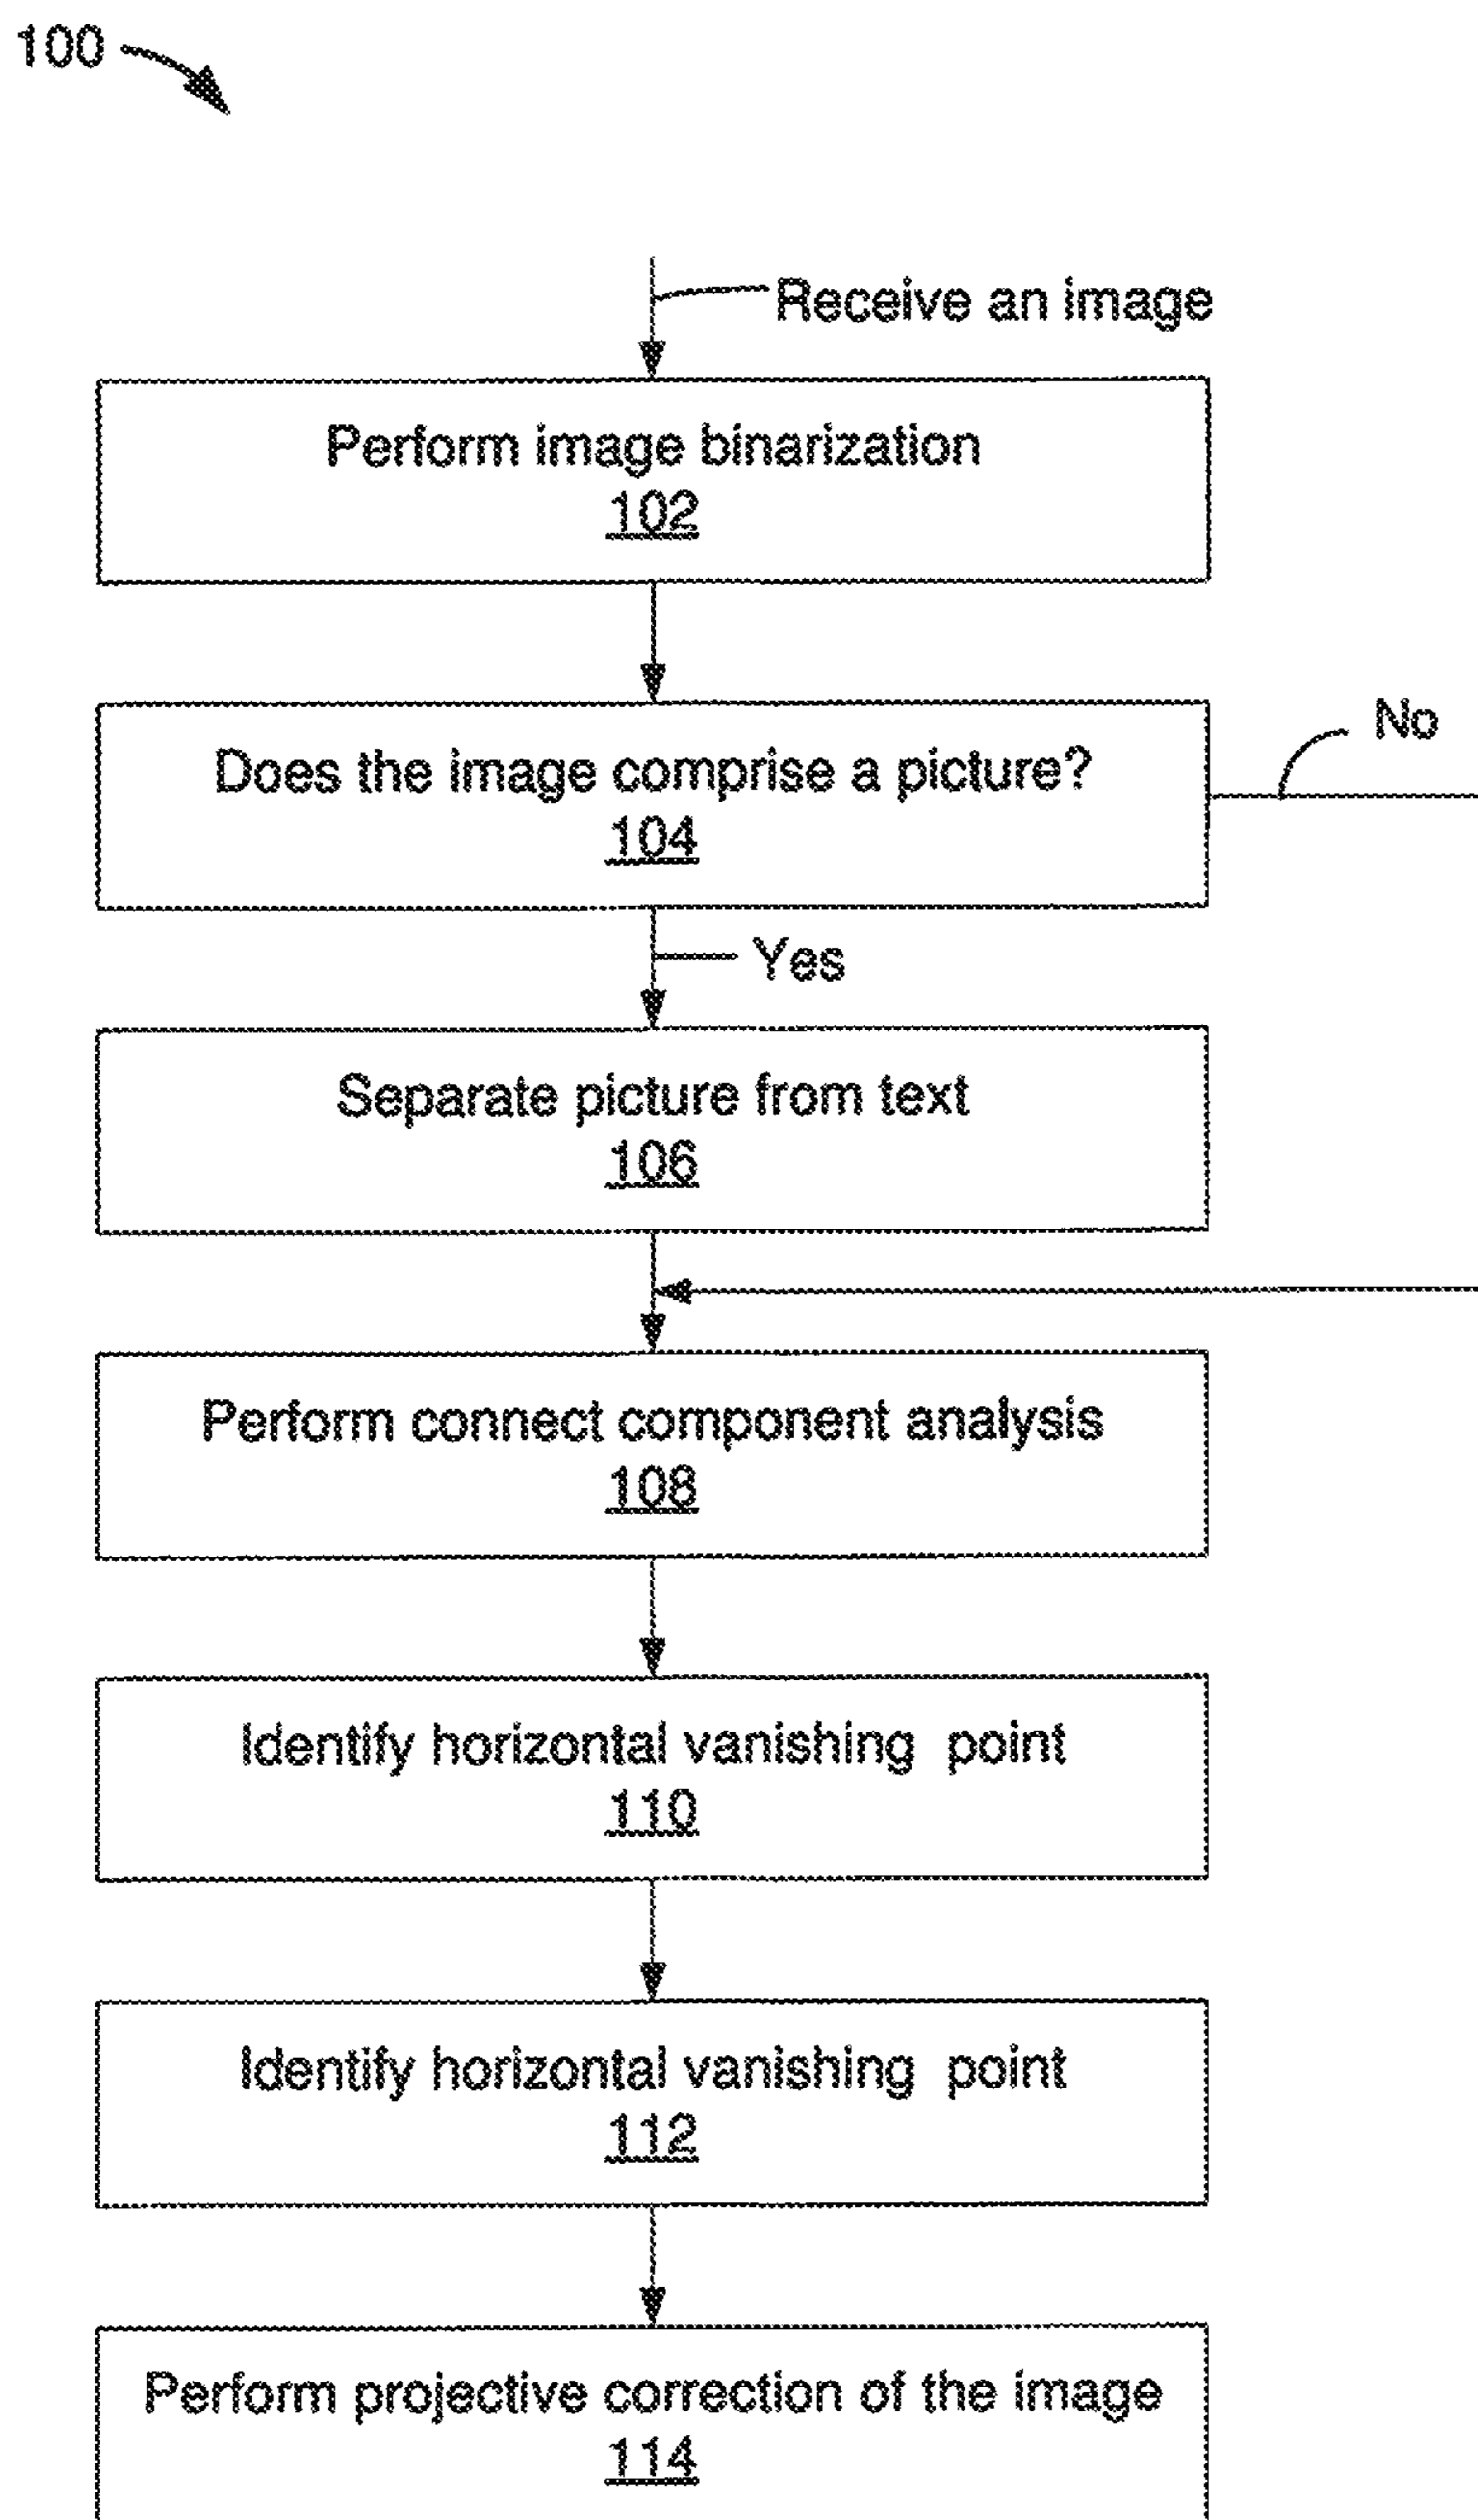 100
Receive an image
Perform image binarization
102
Does the image comprise a picture?
104
No
Yes
Separate picture from text
106
Perform connect component analysis
108
Identify horizontal vanishing point
110
Identify horizontal vanishing point
112
Perform projective correction of the image
114